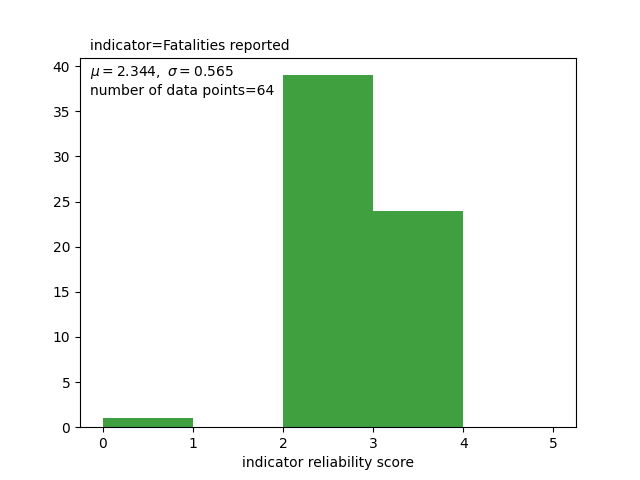 indicator=Fatalities reported
μ = 2.344, σ = 0.565
number of data points=64
40
35
30
25
20
15
10
5
0
0 1 2 3 4 5
indicator reliability score